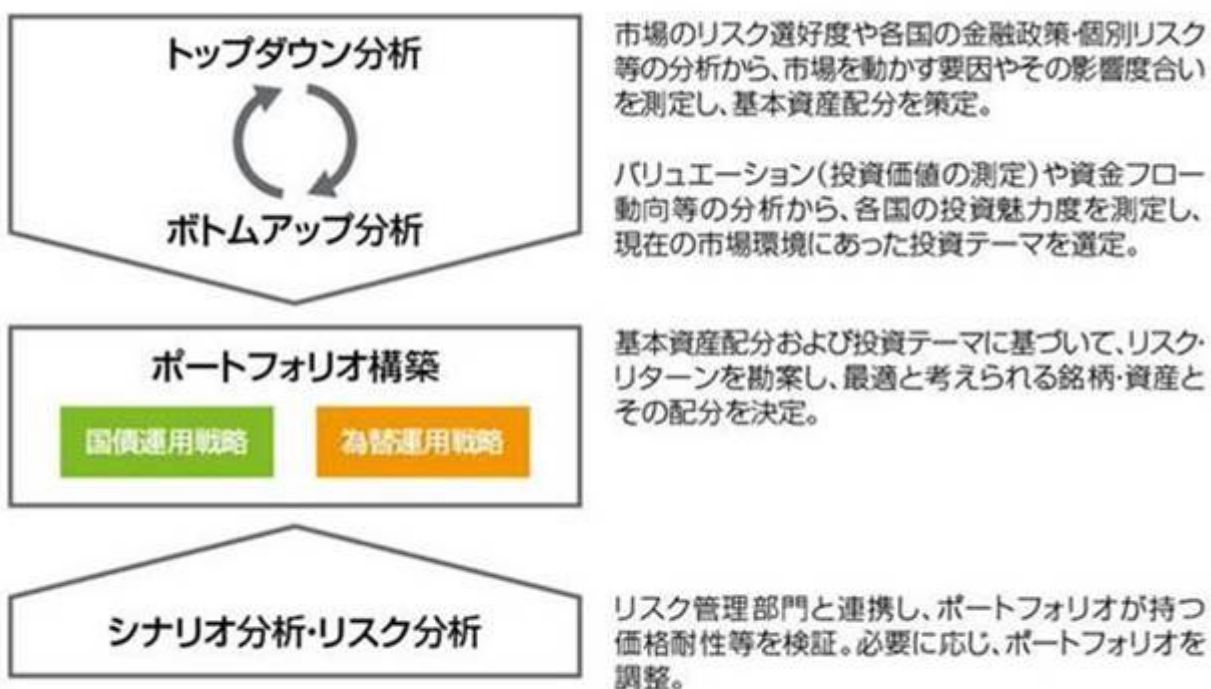 トップダウン分析
ボトムアップ分析
市場のリスク選好度や各国の金融政策・個別リスク
等の分析から、市場を動かす要因やその影響度合い
を測定し、基本資産配分を策定。
バリュエーション(投資価値の測定)や資金フロー
動向等の分析から、各国の投資魅力度を測定し、
現在の市場環境にあった投資テーマを選定。
ポートフォリオ構築
国債運用戦略
為替運用戦略
基本資産配分および投資テーマに基づいて、リスク・
リターンを勘案し、最適と考えられる銘柄・資産と
その配分を決定。
シナリオ分析・リスク分析
リスク管理部門と連携し、ポートフォリオが持つ
価格耐性等を検証。必要に応じ、ポートフォリオを
調整。